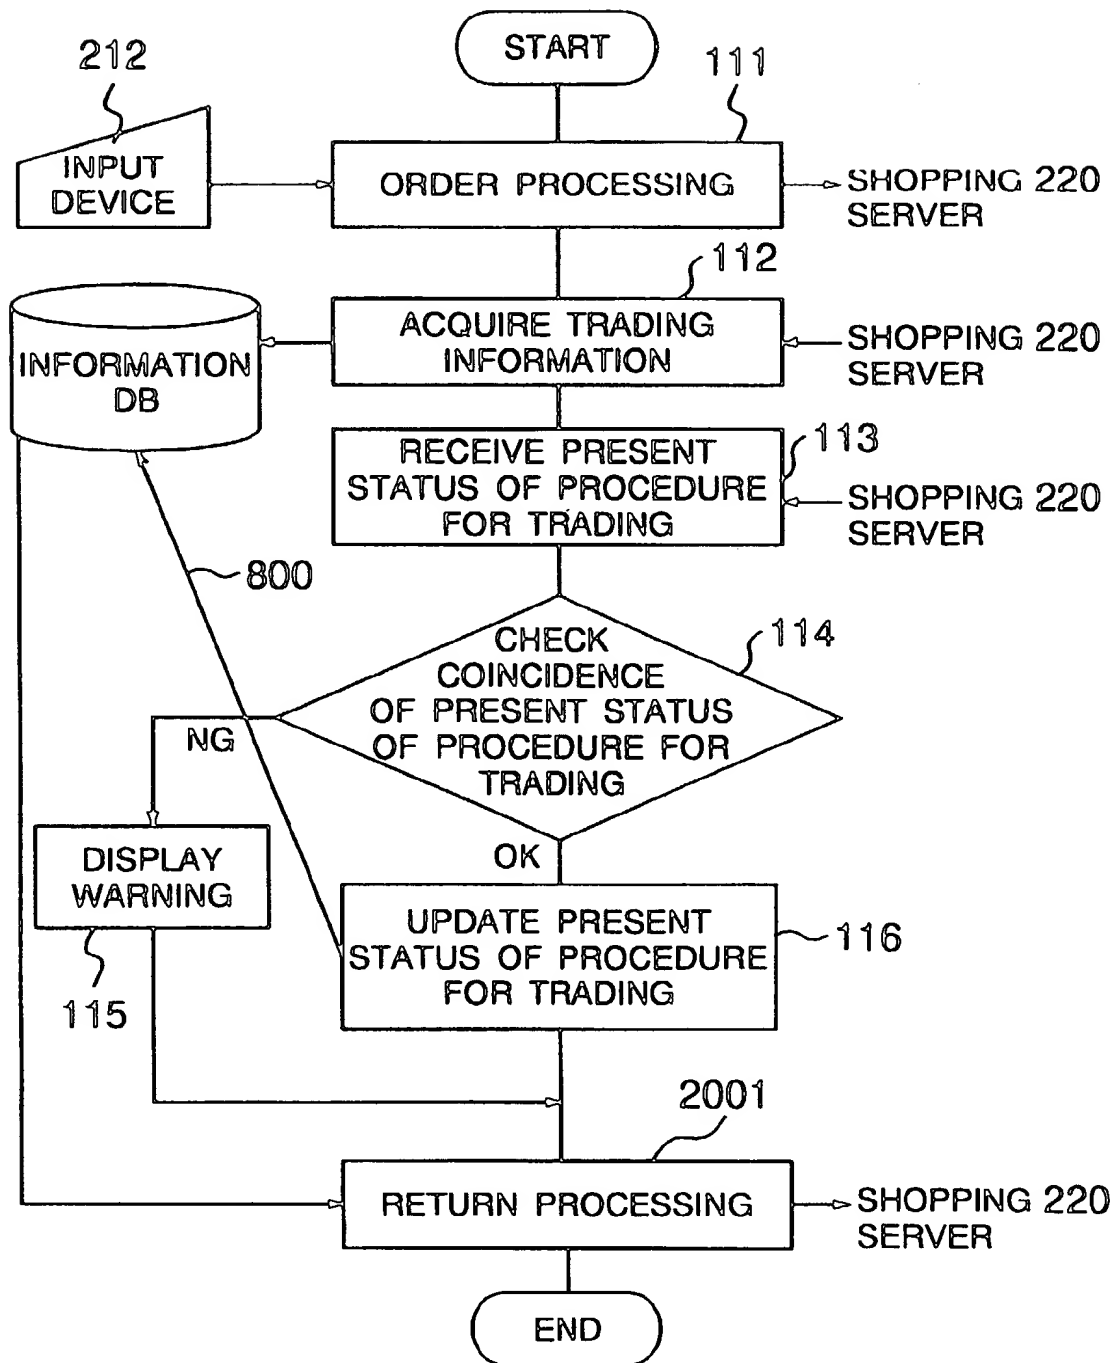 START
212
111
INPUT
DEVICE
ORDER PROCESSING
SHOPPING 220
SERVER
112
ACQUIRE TRADING
INFORMATION
SHOPPING 220
SERVER
INFORMATION
DB
113
RECEIVE PRESENT
STATUS OF PROCEDURE
FOR TRADING
SHOPPING 220
SERVER
800
114
CHECK
COINCIDENCE
OF PRESENT STATUS
OF PROCEDURE FOR
TRADING
NG
OK
DISPLAY
WARNING
115
UPDATE PRESENT
STATUS OF PROCEDURE
FOR TRADING
116
2001
RETURN PROCESSING
SHOPPING 220
SERVER
END